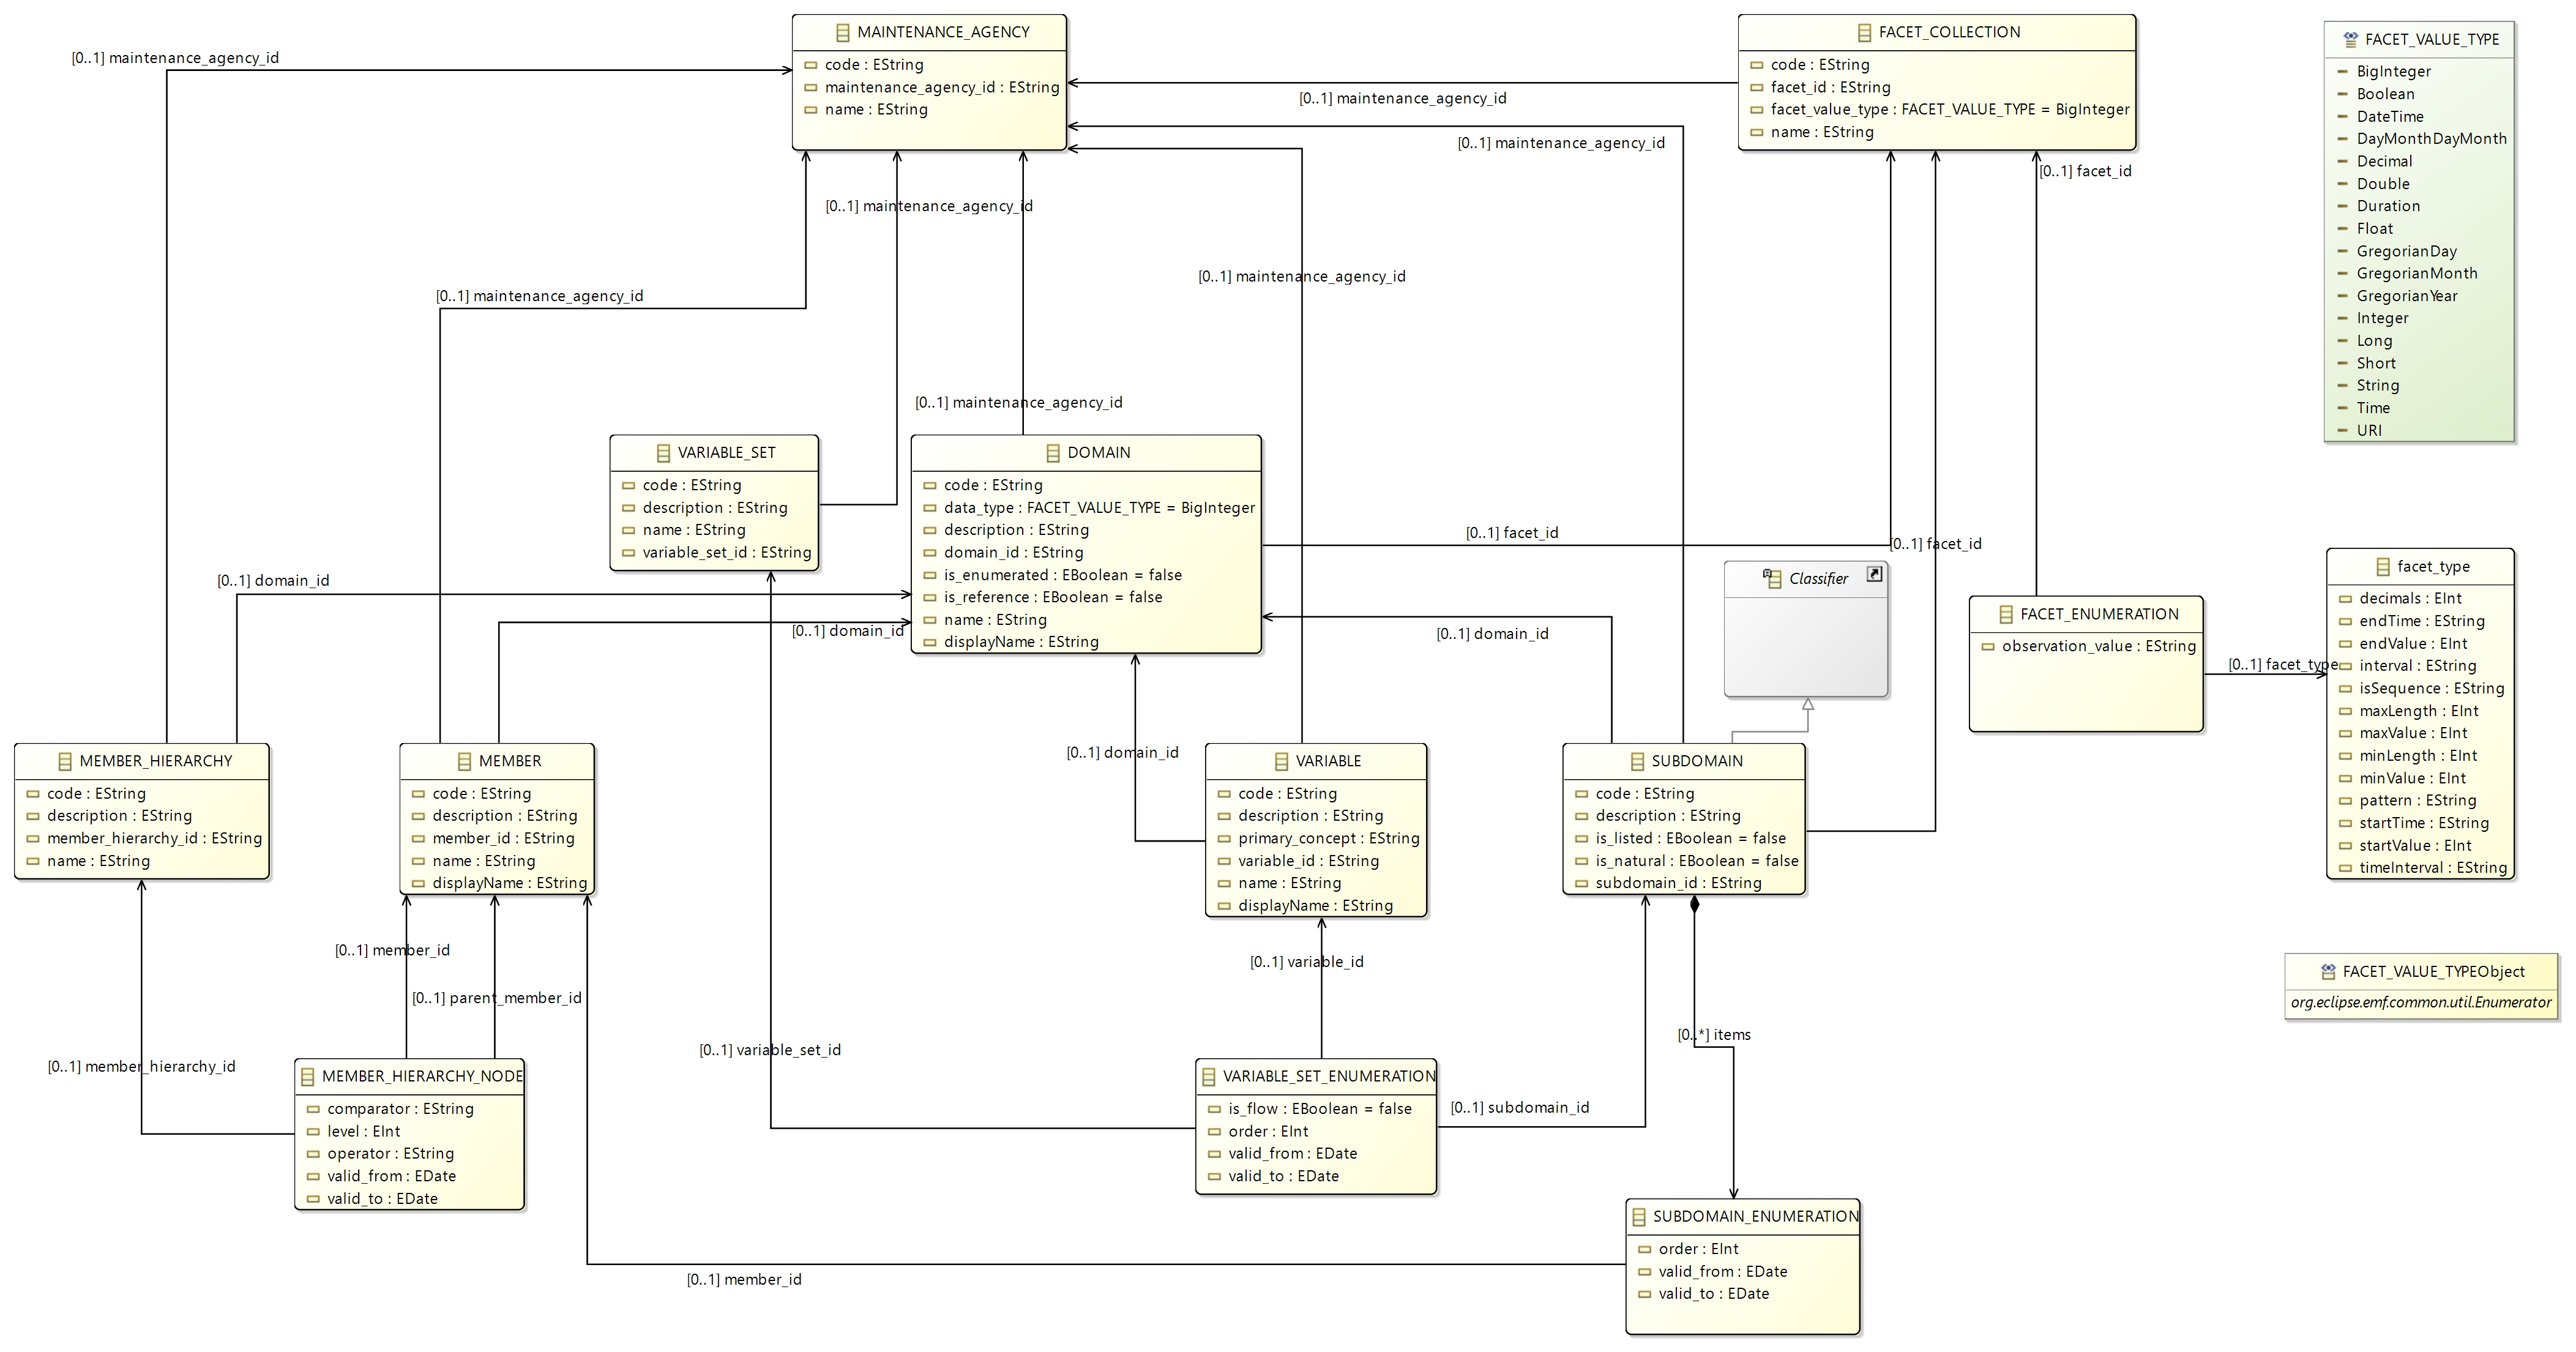 MAINTENANCE_AGENCY
code : EString
maintenance_agency_id : EString
name : EString
FACET_COLLECTION
code : EString
facet_id : EString
facet_value_type : FACET_VALUE_TYPE = BigInteger
name : EString
FACET_VALUE_TYPE
BigInteger
Boolean
DateTime
DayMonthDayMonth
Decimal
Double
Duration
Float
GregorianDay
GregorianMonth
GregorianYear
Integer
Long
Short
String
Time
URI
[0..1] maintenance_agency_id
[0..1] maintenance_agency_id
[0..1] maintenance_agency_id
[0..1] facet_id
[0..1] maintenance_agency_id
[0..1] maintenance_agency_id
[0..1] maintenance_agency_id
[0..1] maintenance_agency_id
VARIABLE_SET
code : EString
description : EString
name : EString
variable_set_id : EString
DOMAIN
code : EString
data_type : FACET_VALUE_TYPE = BigInteger
description : EString
domain_id : EString
is_enumerated : EBoolean = false
is_reference : EBoolean = false
name : EString
displayName : EString
[0..1] facet_id
[0..1] facet_id
Classifier
FACET_ENUMERATION
observation_value : EString
[0..1] facet_type
facet_type
decimals : EInt
endTime : EString
endValue : EInt
interval : EString
isSequence : EString
maxLength : EInt
maxValue : EInt
minLength : EInt
minValue : EInt
pattern : EString
startTime : EString
startValue : EInt
timeInterval : EString
[0..1] domain_id
[0..1] domain_id
[0..1] domain_id
[0..1] domain_id
MEMBER_HIERARCHY
code : EString
description : EString
member_hierarchy_id : EString
name : EString
MEMBER
code : EString
description : EString
member_id : EString
name : EString
displayName : EString
VARIABLE
code : EString
description : EString
primary_concept : EString
variable_id : EString
name : EString
displayName : EString
SUBDOMAIN
code : EString
description : EString
is_listed : EBoolean = false
is_natural : EBoolean = false
subdomain_id : EString
[0..1] member_id
[0..1] parent_member_id
[0..1] variable_id
[0..*] items
[0..1] variable_set_id
[0..1] member_hierarchy_id
[0..1] subdomain_id
FACET_VALUE_TYPEObject
org.eclipse.emf.common.util.Enumerator
MEMBER_HIERARCHY_NODE
comparator : EString
level : EInt
operator : EString
valid_from : EDate
valid_to : EDate
VARIABLE_SET_ENUMERATION
is_flow : EBoolean = false
order : EInt
valid_from : EDate
valid_to : EDate
SUBDOMAIN_ENUMERATION
order : EInt
valid_from : EDate
valid_to : EDate
[0..1] member_id